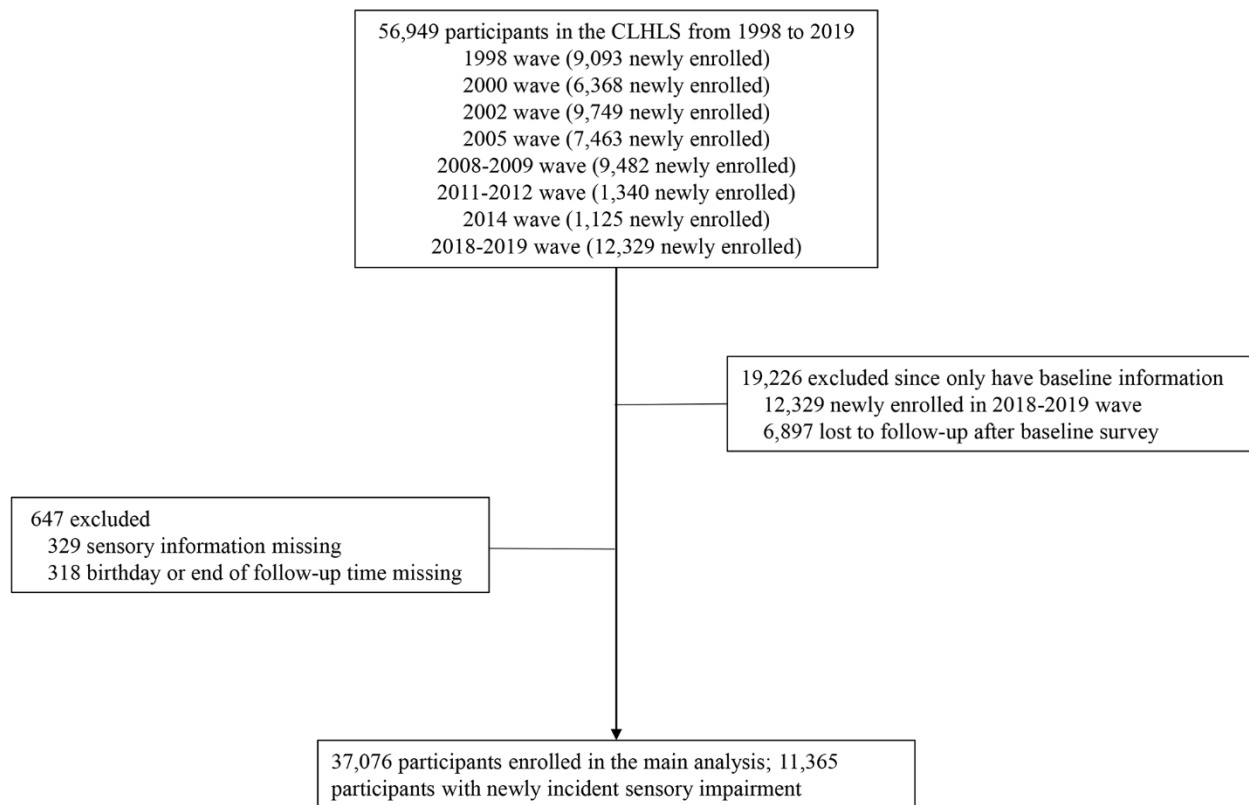 56,949 participants in the CLHLS from 1998 to 2019
1998 wave (9,093 newly enrolled)
2000 wave (6,368 newly enrolled)
2002 wave (9,749 newly enrolled)
2005 wave (7,463 newly enrolled)
2008-2009 wave (9,482 newly enrolled)
2011-2012 wave (1,340 newly enrolled)
2014 wave (1,125 newly enrolled)
2018-2019 wave (12,329 newly enrolled)
19,226 excluded since only have baseline information
12,329 newly enrolled in 2018-2019 wave
6,897 lost to follow-up after baseline survey
647 excluded
329 sensory information missing
318 birthday or end of follow-up time missing
37,076 participants enrolled in the main analysis; 11,365
participants with newly incident sensory impairment